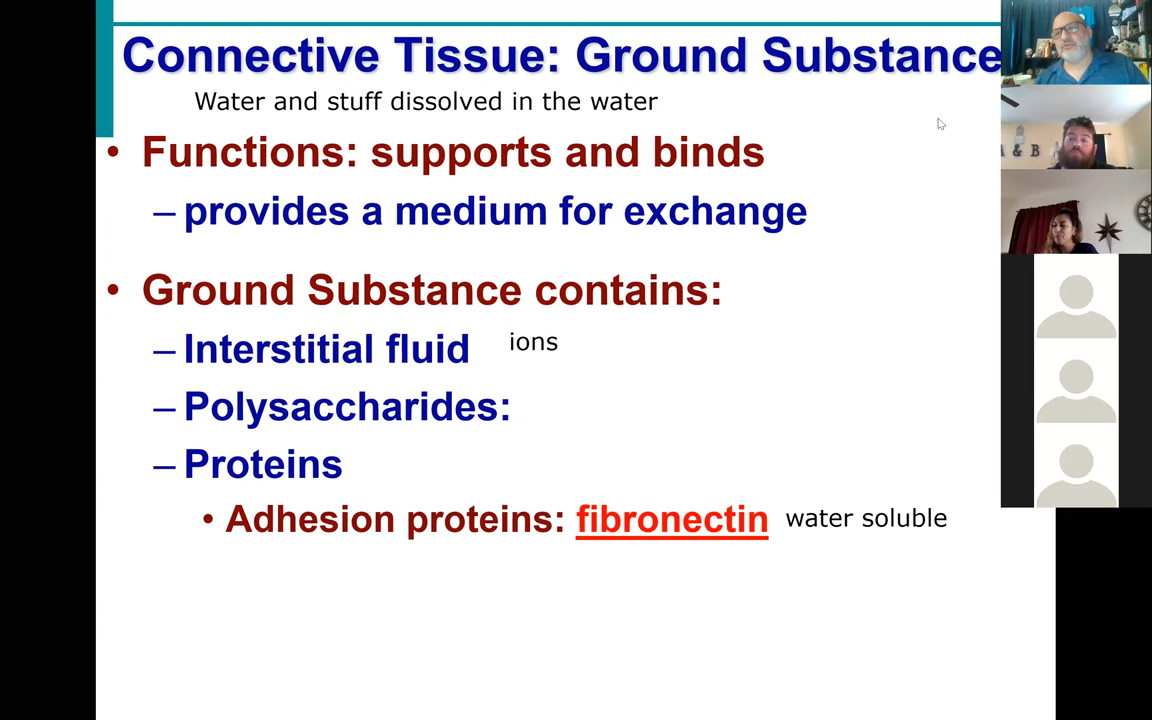 Connective Tissue: Ground Substance
Water and stuff dissolved in the water
• Functions: supports and binds
– provides a medium for exchange
• Ground Substance contains:
– Interstitial fluid ions
– Polysaccharides:
– Proteins
• Adhesion proteins: fibronectin water soluble
A & B